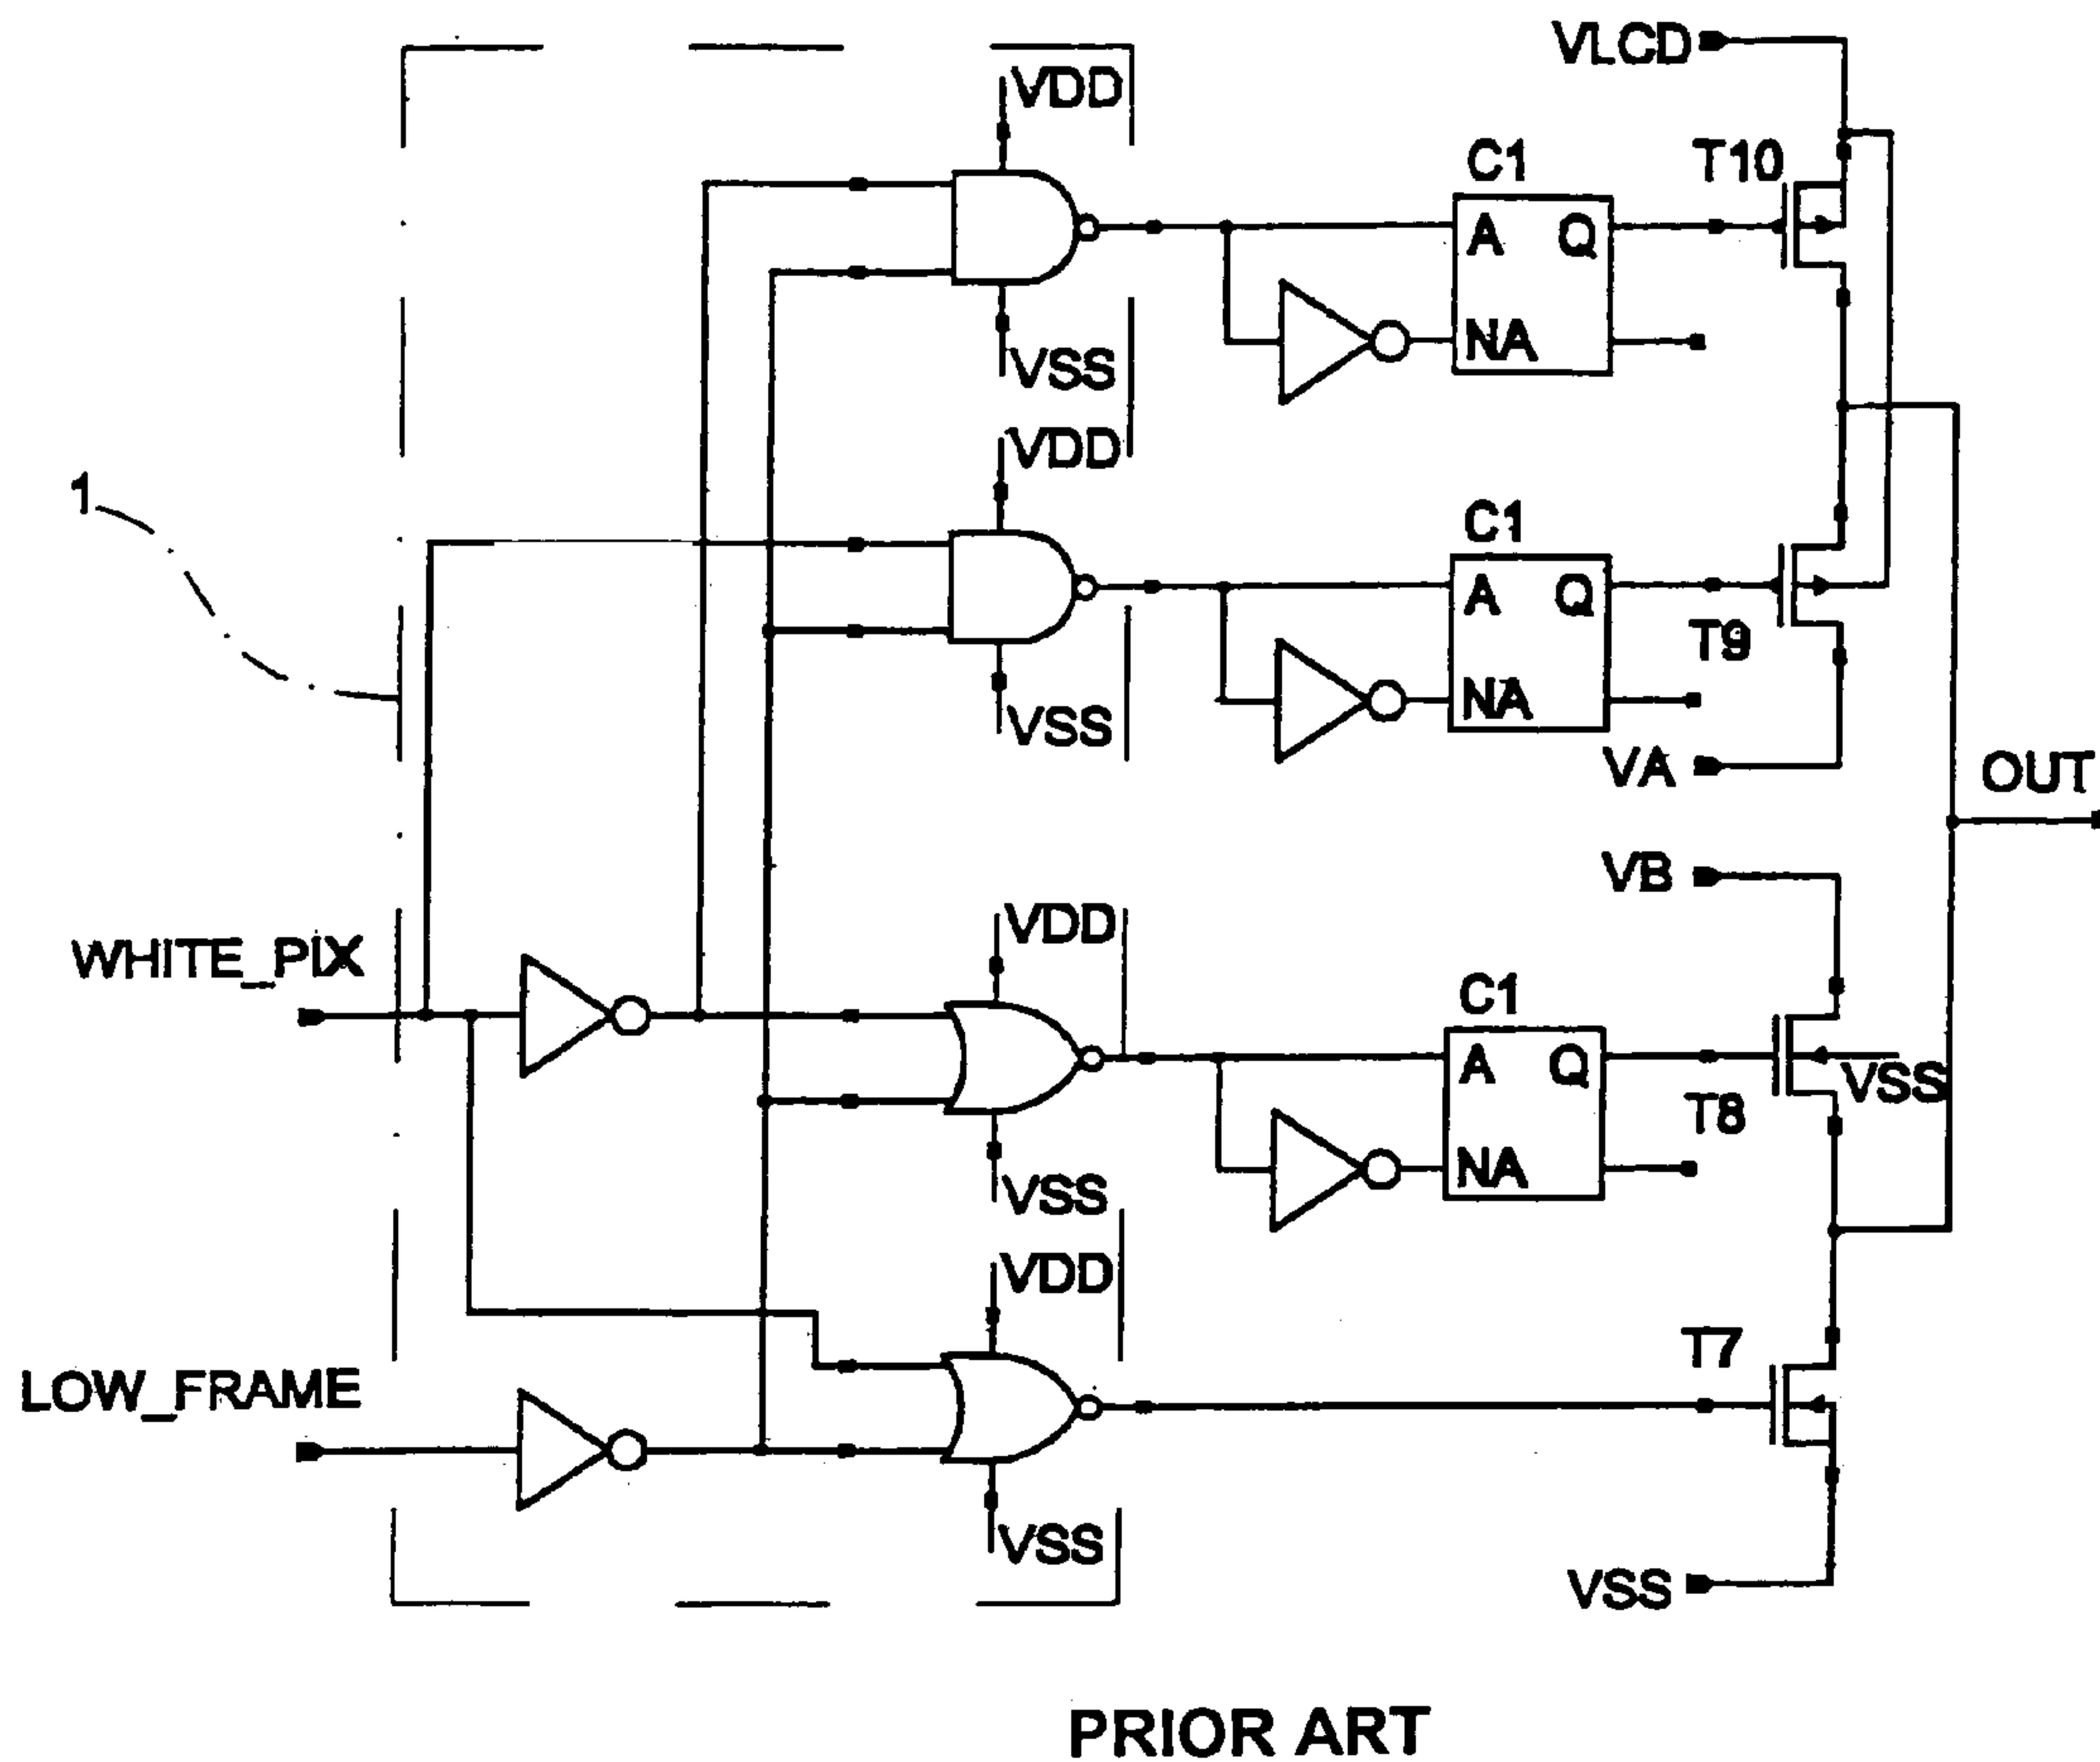 VLCD
VDD
C1
T10
A
Q
NA
VSS
VDD
1
C1
A
Q
T9
NA
VSS
VA
OUT
VB
VDD
WHITE_PIX
C1
A
Q
VSS
T8
NA
VSS
VDD
T7
LOW_FRAME
VSS
VSS
PRIOR ART